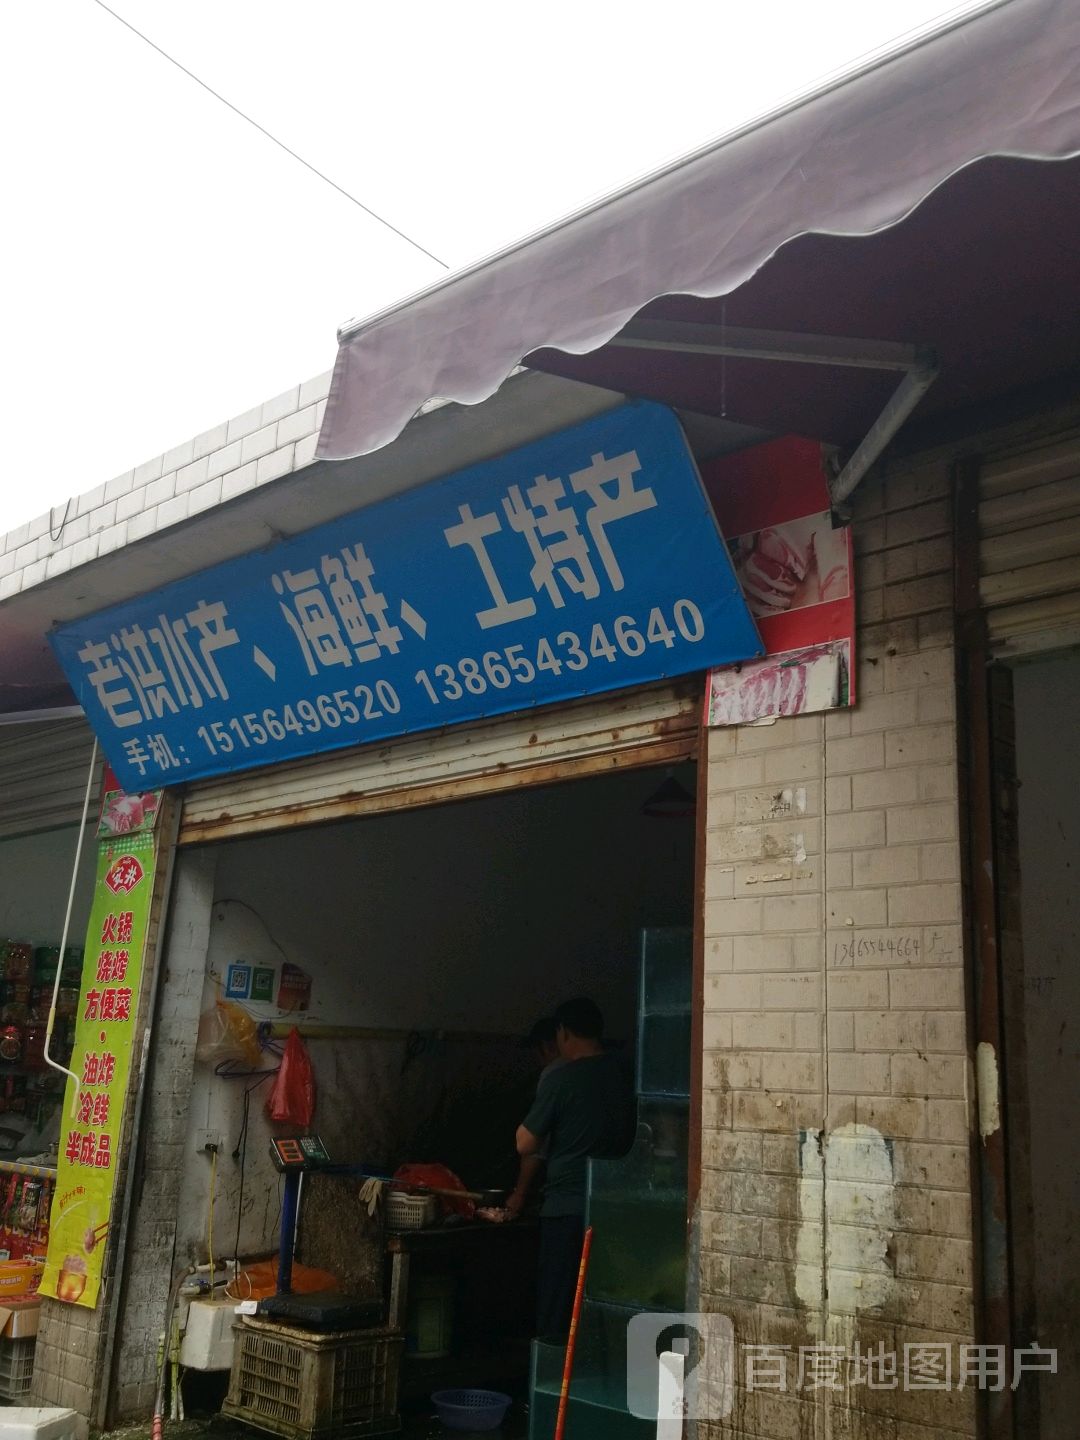 老洪水产、海鲜、土特产
手机：15156496520 13865434640
火锅
烧烤
方便菜
·
油炸
冷鲜
半成品
13665544664
百度地图用户